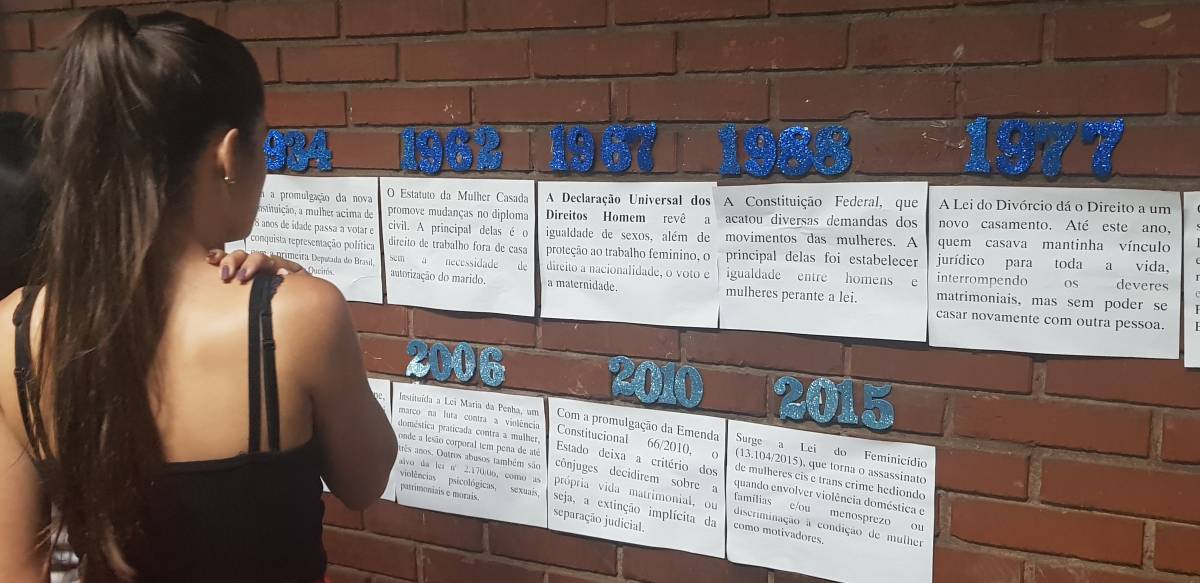 934
1962
1967
1988
1977
a promulgação da nova
nstituição, a mulher acima de
8 anos de idade passa a votar e
conquista representação política
primeira Deputada do Brasil,
Queirós.
O Estatuto da Mulher Casada
promove mudanças no diploma
civil. A principal delas é o
direito de trabalho fora de casa
sem a necessidade de
autorização do marido.
A Declaração Universal dos
Direitos Homem revê a
igualdade de sexos, além de
proteção ao trabalho feminino, o
direito a nacionalidade, o voto e
a maternidade.
A Constituição Federal, que
acatou diversas demandas dos
movimentos das mulheres. A
principal delas foi estabelecer
igualdade entre homens e
mulheres perante a lei.
A Lei do Divórcio dá o Direito a um
novo casamento. Até este ano,
quem casava mantinha vínculo
jurídico para toda a vida,
interrompendo os deveres
matrimoniais, mas sem poder se
casar novamente com outra pessoa.
2006
2010
2015
Instituída a Lei Maria da Penha, um
marco na luta contra a violência
doméstica praticada contra a mulher,
onde a lesão corporal tem pena de até
três anos. Outros abusos também são
alvo da lei nº 2.170/06, como as
violências psicológicas, sexuais,
patrimoniais e morais.
Com a promulgação da Emenda
Constitucional 66/2010, o
Estado deixa a critério dos
cônjuges decidirem sobre a
própria vida matrimonial, ou
seja, a extinção implícita da
separação judicial.
Surge a Lei do Feminicídio
(13.104/2015), que torna o assassinato
de mulheres cis e trans crime hediondo
quando envolver violência doméstica e
famílias e/ou menosprezo ou
discriminação à condição de mulher
como motivadores.